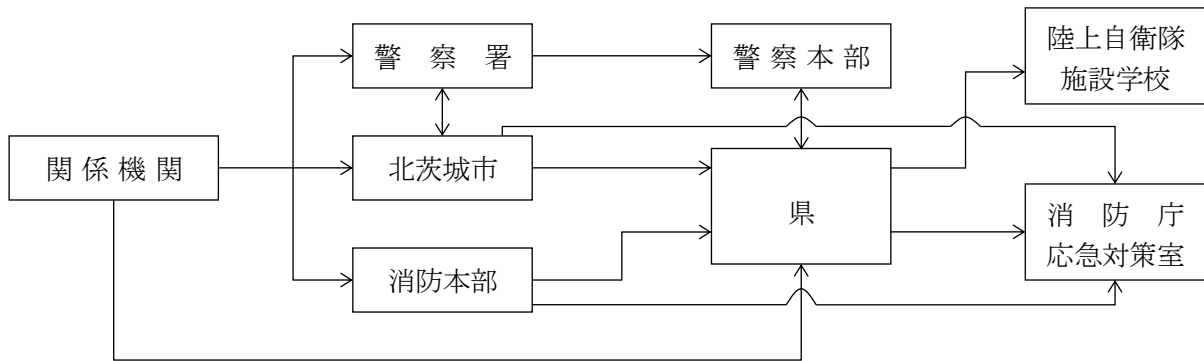 警察署
警察本部
陸上自衛隊
施設学校
関係機関
北茨城市
県
消防庁
応急対策室
消防本部